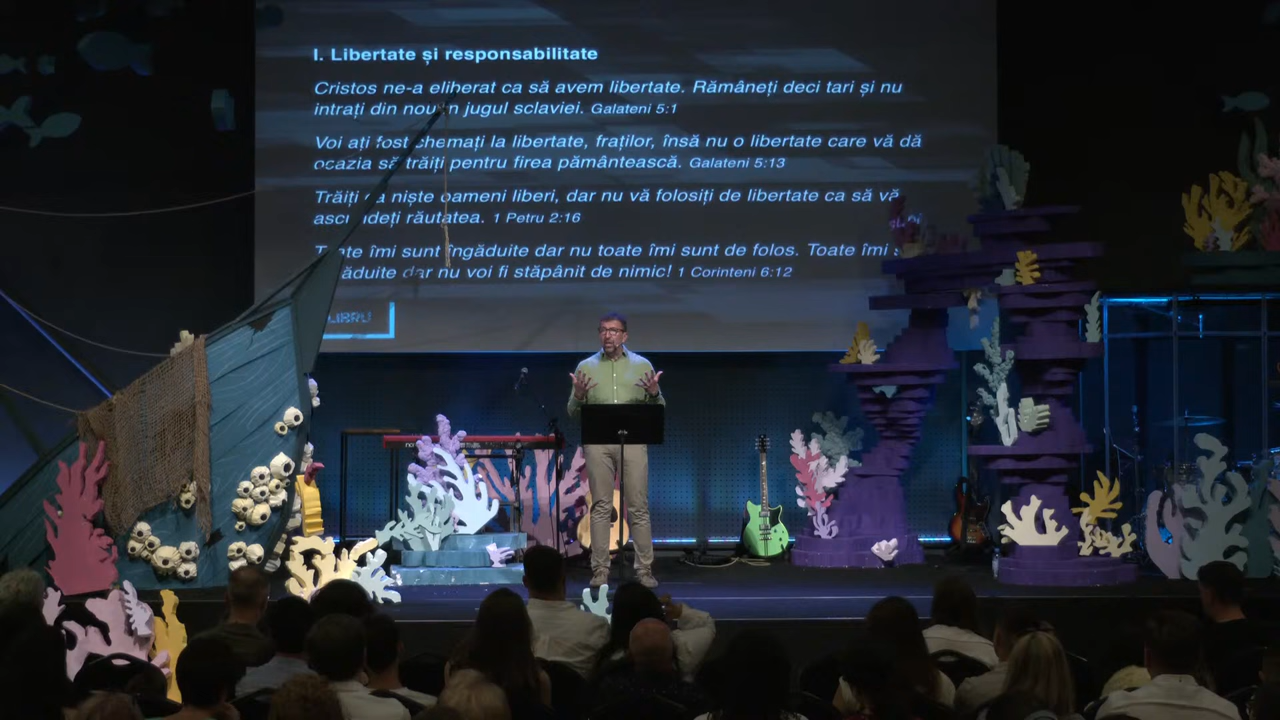 I. Libertate și responsabilitate
Cristos ne-a eliberat ca să avem libertate. Rămâneți deci tari și nu
intrați din nou în jugul sclaviei. Galateni 5:1
Voi ați fost chemați la libertate, fraților, însă nu o libertate care vă dă
ocazia să trăiți pentru firea pământească. Galateni 5:13
Trăiți ca niște oameni liberi, dar nu vă folosiți de libertate ca să vă
ascundeți răutatea. 1 Petru 2:16
Toate îmi sunt îngăduite dar nu toate îmi sunt de folos. Toate îmi
dar nu voi fi stăpânit de nimic! 1 Corinteni 6:12
LIBRU